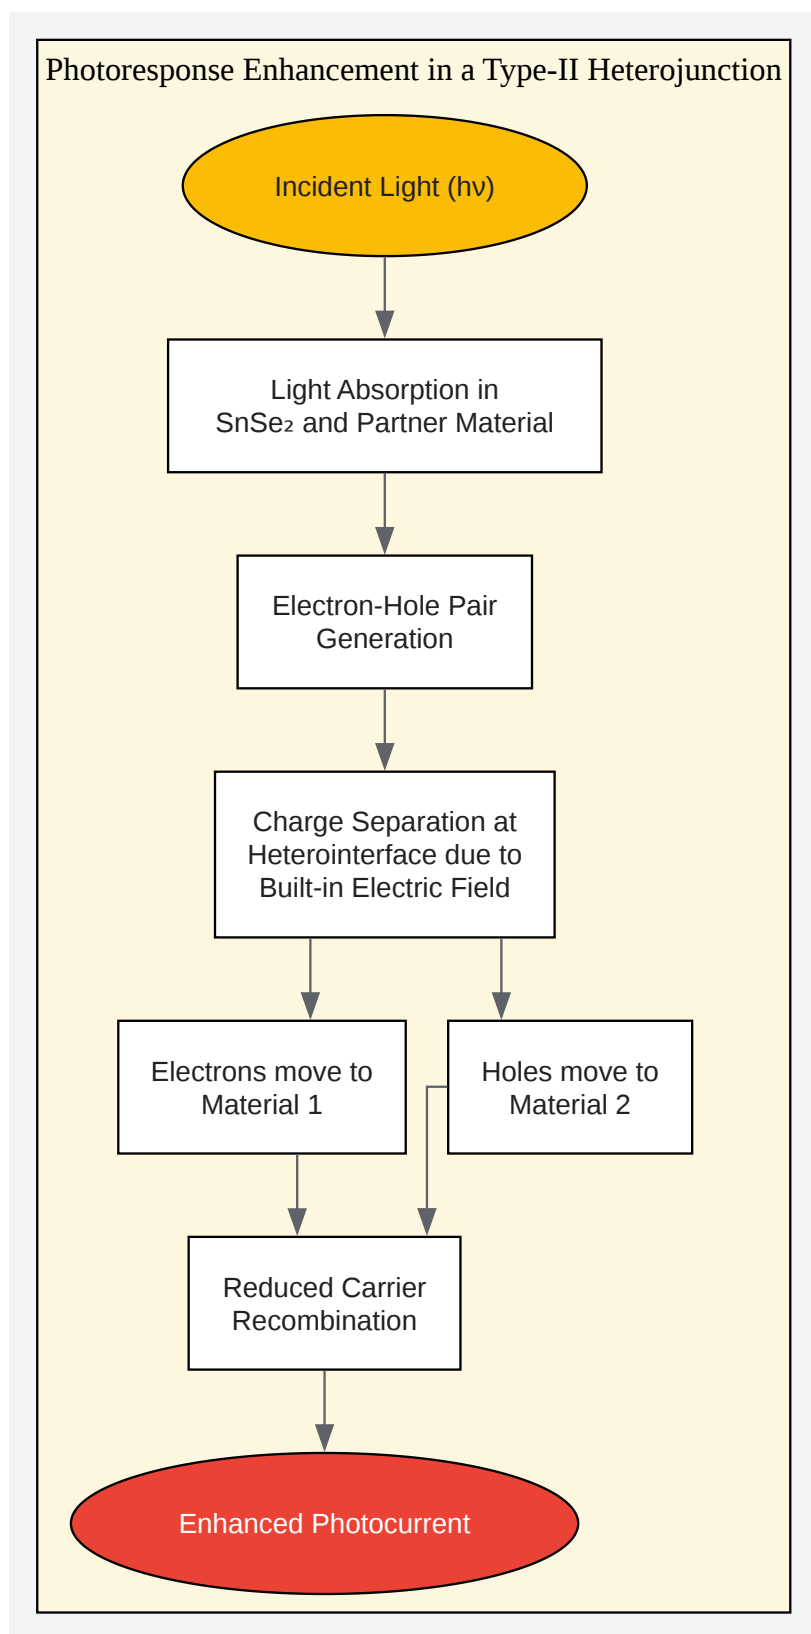 Photoresponse Enhancement in a Type-II Heterojunction
Incident Light (hν)
Light Absorption in
SnSe₂ and Partner Material
Electron-Hole Pair
Generation
Charge Separation at
Heterointerface due to
Built-in Electric Field
Electrons move to
Material 1
Holes move to
Material 2
Reduced Carrier
Recombination
Enhanced Photocurrent